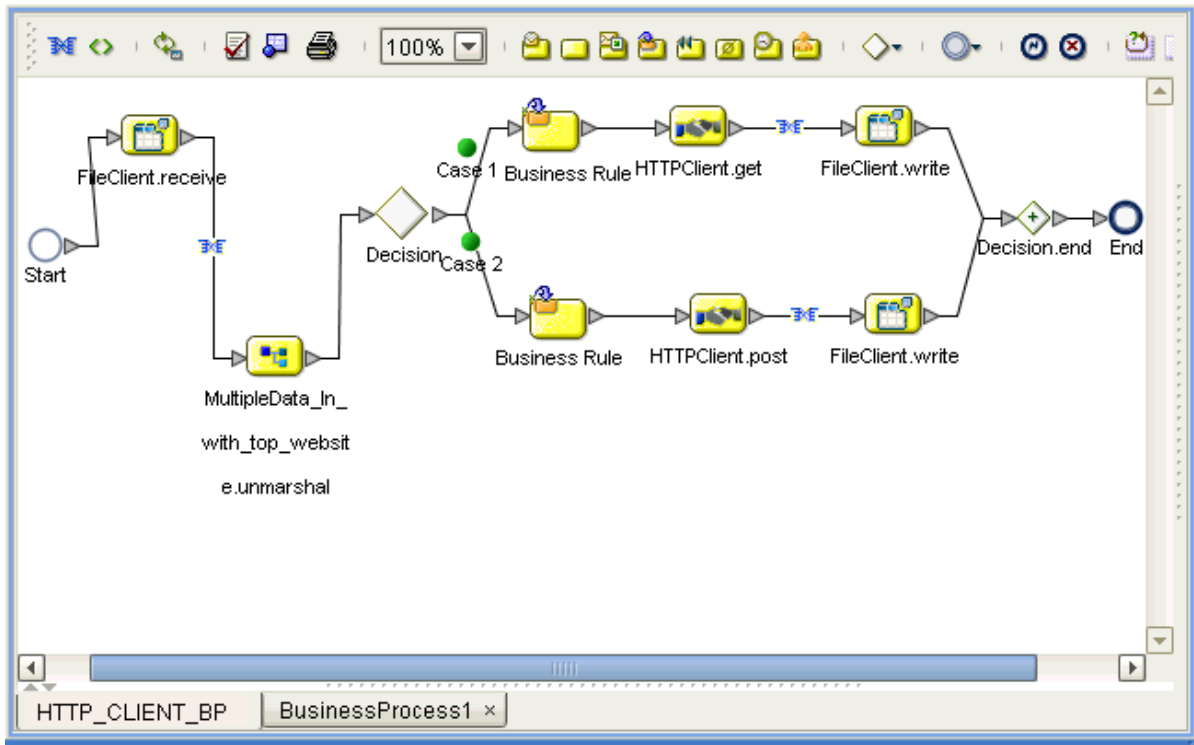 100%
FileClient.receive
Case 1
Business Rule
HTTPClient.get
FileClient.write
Start
Decision
Case 2
Decision.end
End
Business Rule
HTTPClient.post
FileClient.write
MultipleData_In_
with_top_websit
e.unmarshal
HTTP_CLIENT_BP
BusinessProcess1 ×